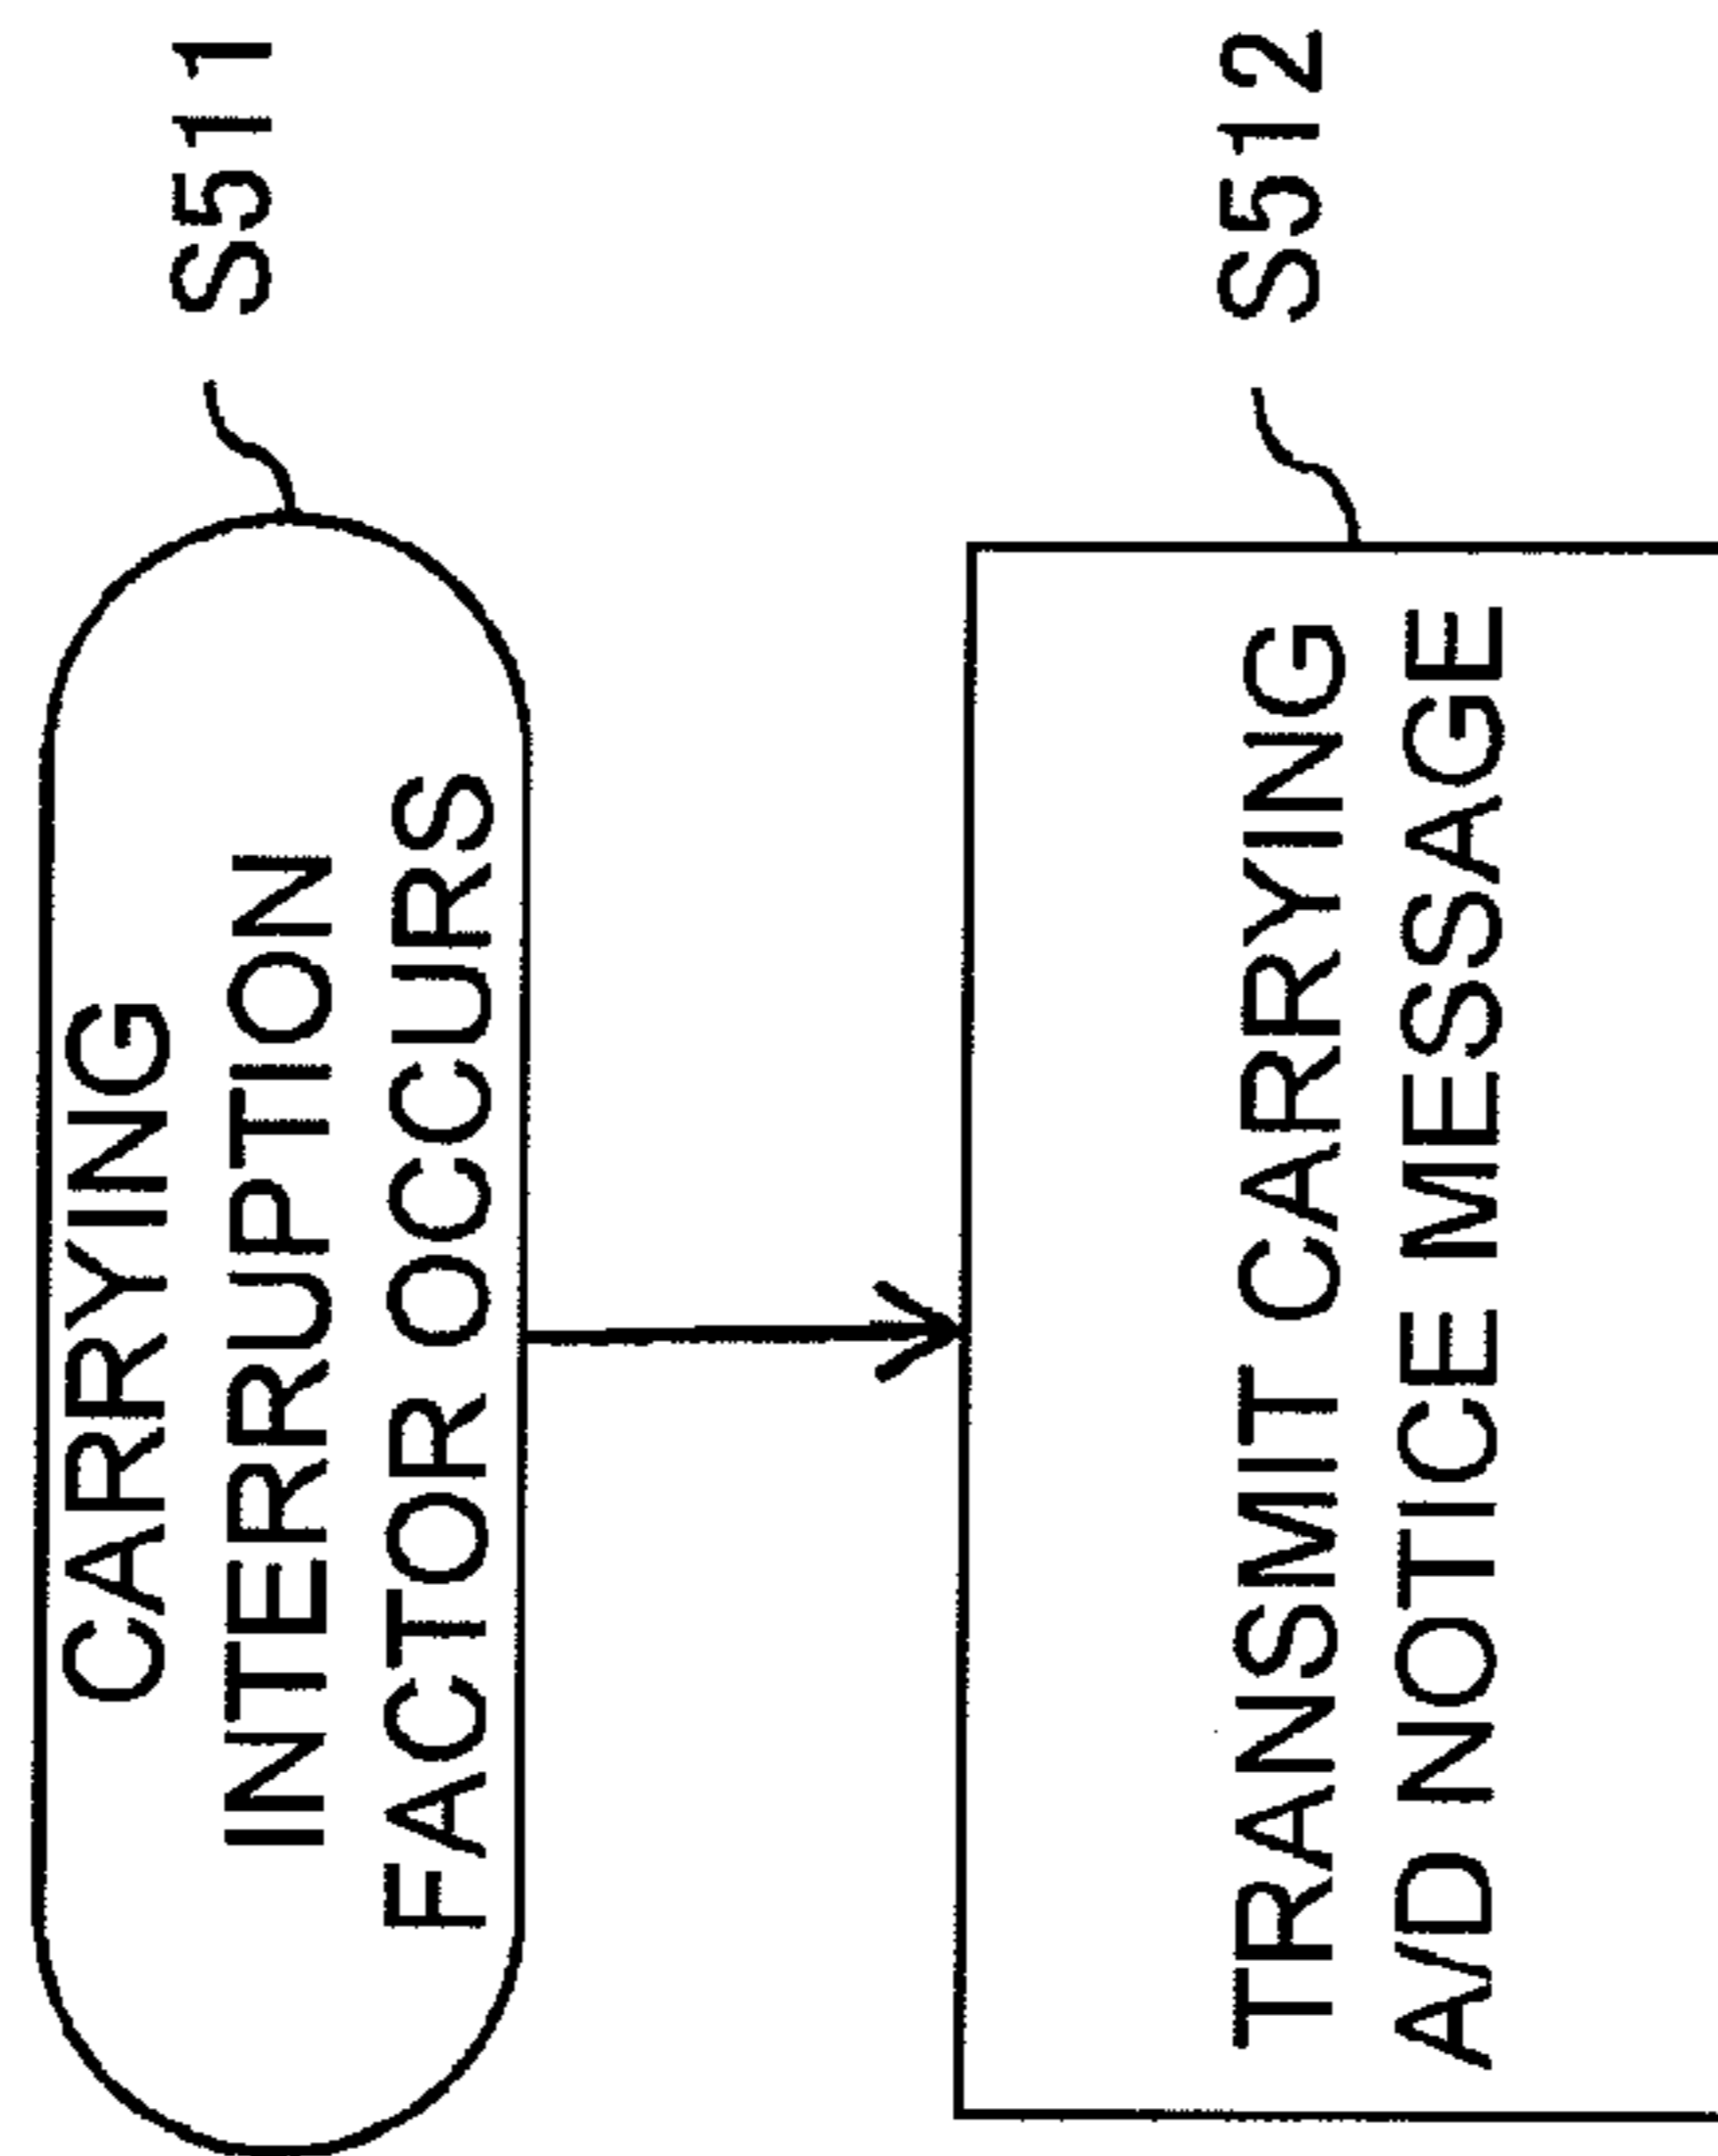 CARRYING
INTERRUPTION
FACTOR OCCURS
S511
TRANSMIT CARRYING
A/D NOTICE MESSAGE
S512